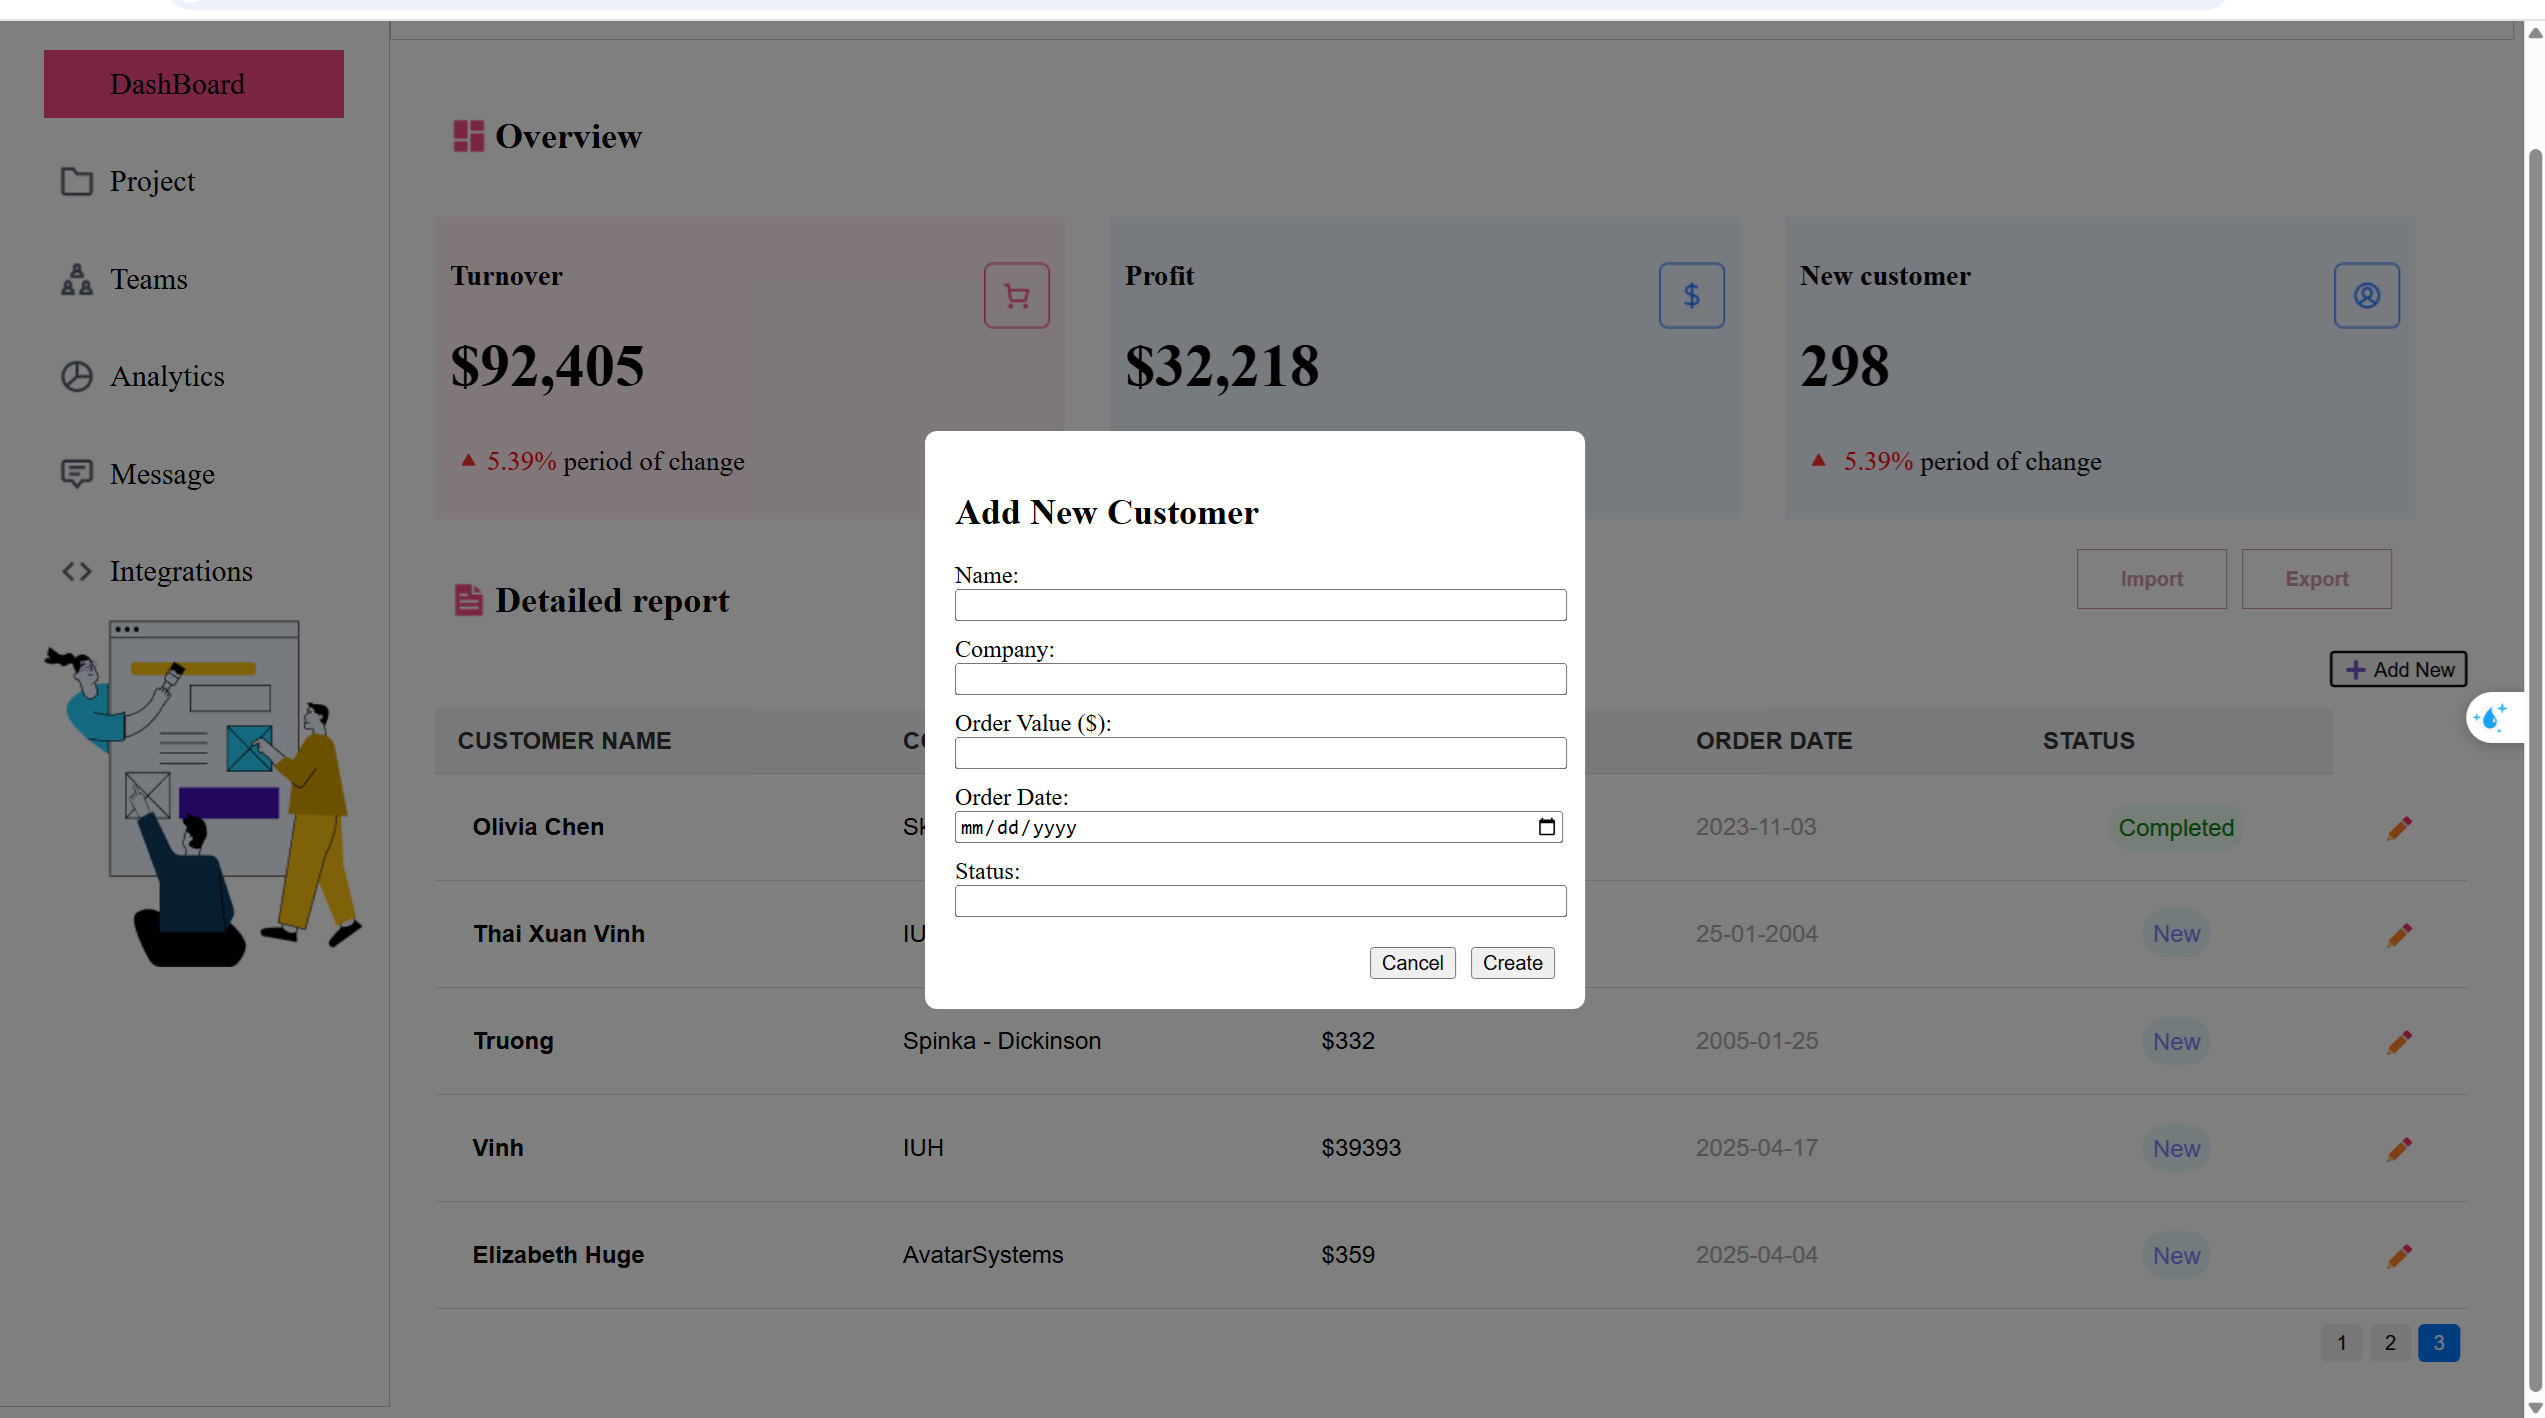 DashBoard
Project
Teams
Analytics
Message
Integrations
Overview
Turnover
$92,405
5.39% period of change
Profit
$32,218
New customer
298
5.39% period of change
Detailed report
Import
Export
Add New
CUSTOMER NAME
ORDER DATE
STATUS
Olivia Chen
2023-11-03
Completed
Thai Xuan Vinh
25-01-2004
New
Truong
Spinka - Dickinson
$332
2005-01-25
New
Vinh
IUH
$39393
2025-04-17
New
Elizabeth Huge
AvatarSystems
$359
2025-04-04
New
1
2
3
Add New Customer
Name:
Company:
Order Value ($):
Order Date:
mm/dd/yyyy
Status:
Cancel
Create